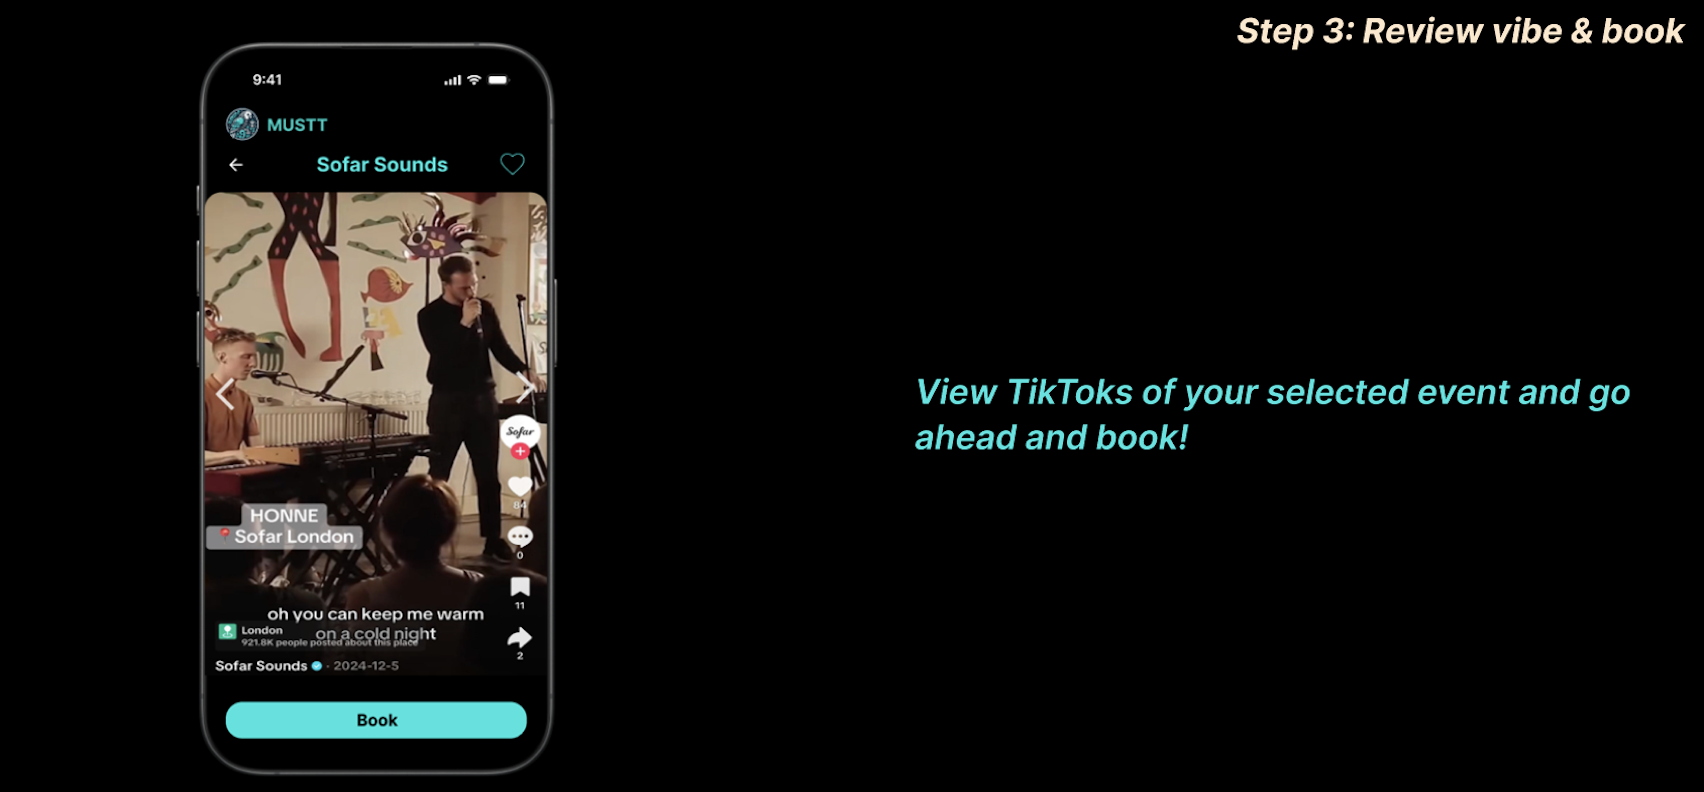 Step 3: Review vibe & book
9:41
MUSTT
Sofar Sounds
Sofar
84
HONNE
📍Sofar London
0
11
oh you can keep me warm
on a cold night
London
921.8K people posted about this place
2
Sofar Sounds · 2024-12-5
Book
View TikToks of your selected event and go
ahead and book!